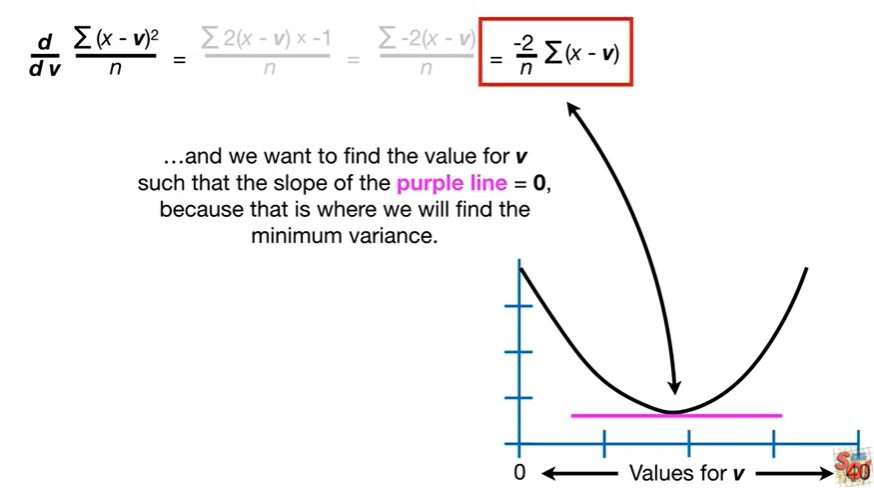 d/dv Σ(x - v)²/n = Σ 2(x - v) × -1/n = Σ -2(x - v)/n = -2/n Σ(x - v)
…and we want to find the value for v
such that the slope of the purple line = 0,
because that is where we will find the
minimum variance.
0 Values for v 40